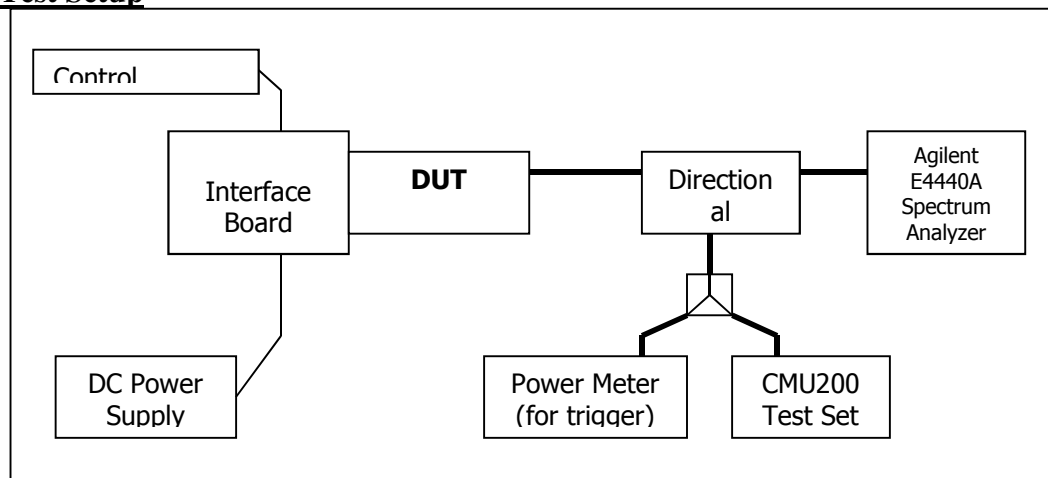 Test Setup
Control
Interface
Board
DUT
Direction
al
Agilent
E4440A
Spectrum
Analyzer
DC Power
Supply
Power Meter
(for trigger)
CMU200
Test Set